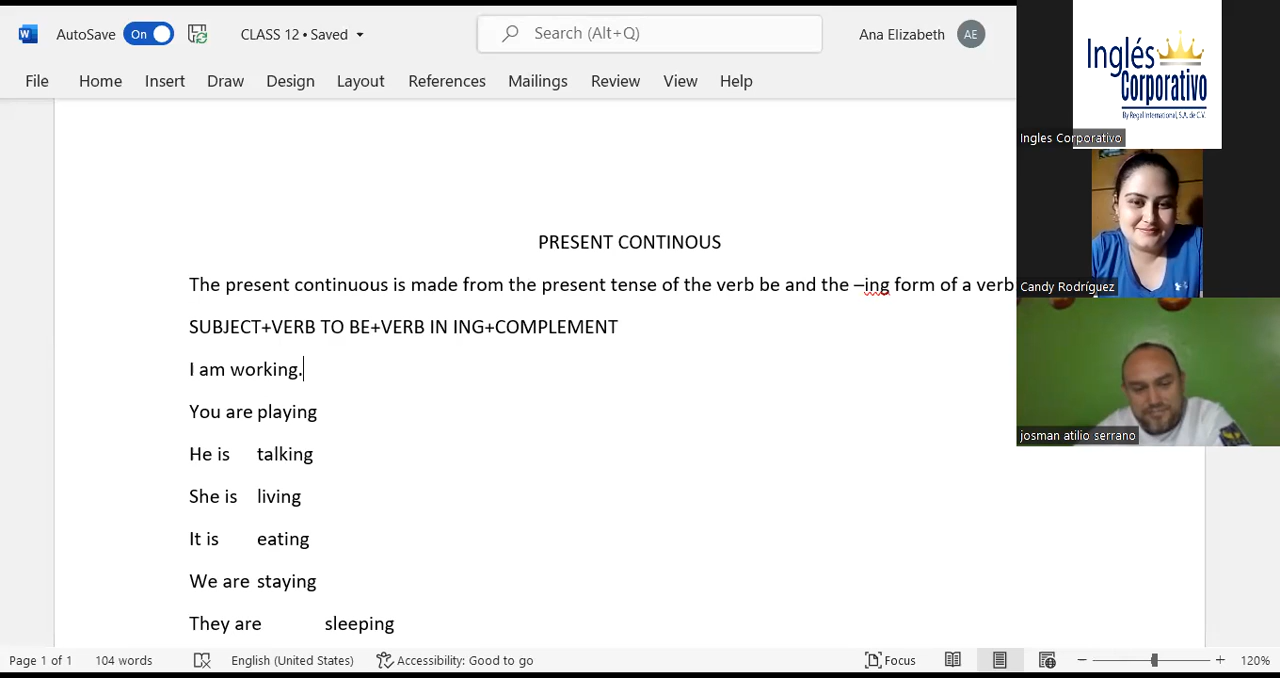 AutoSave On CLASS 12 • Saved Search (Alt+Q) Ana Elizabeth AE
File Home Insert Draw Design Layout References Mailings Review View Help
PRESENT CONTINOUS
The present continuous is made from the present tense of the verb be and the –ing form of a verb
SUBJECT+VERB TO BE+VERB IN ING+COMPLEMENT
I am working.
You are playing
He is talking
She is living
It is eating
We are staying
They are sleeping
Page 1 of 1 104 words English (United States) Accessibility: Good to go Focus 120%
Inglés
Corporativo
By Regal International, S.A. de C.V.
Ingles Corporativo
Candy Rodríguez
josman atilio serrano